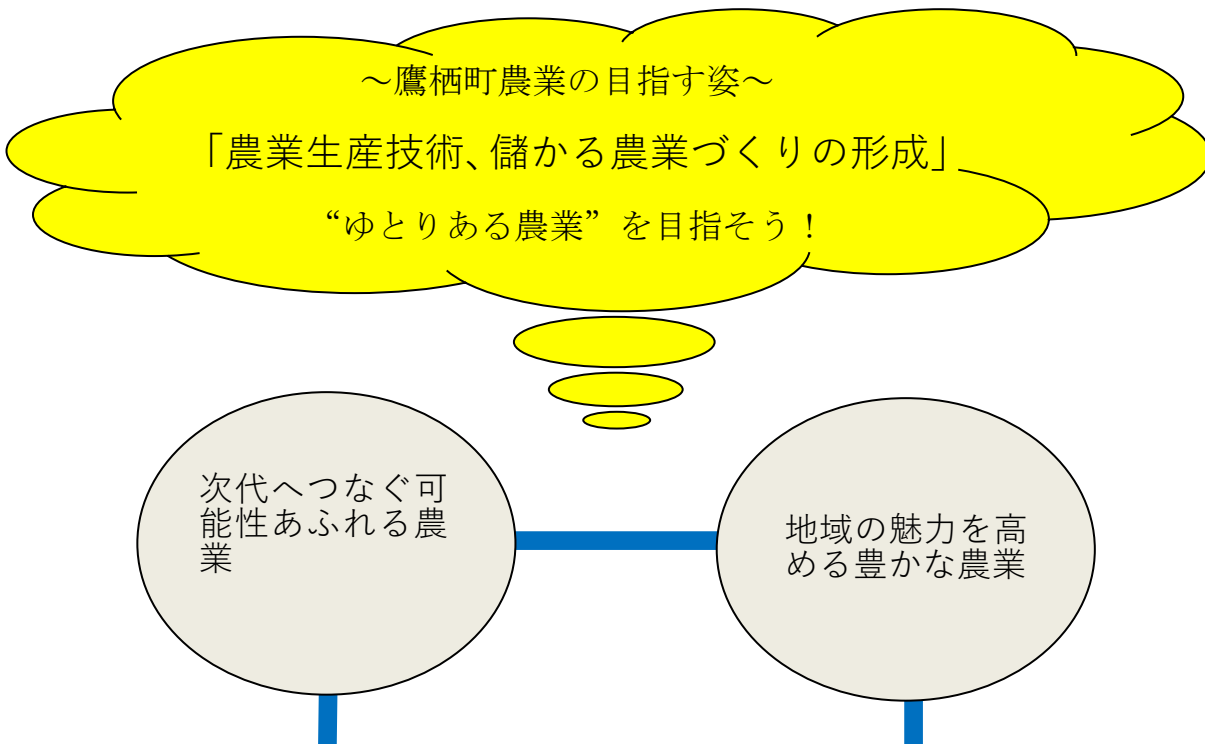 ～鷹栖町農業の目指す姿～
「農業生産技術、儲かる農業づくりの形成」
“ゆとりある農業”を目指そう！
次代へつなぐ可
能性あふれる農
業
地域の魅力を高
める豊かな農業